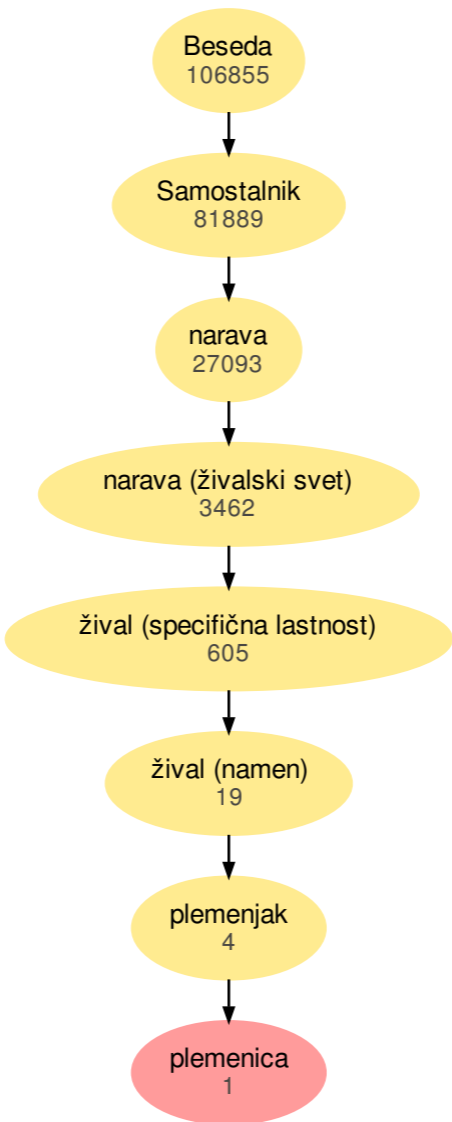 Beseda
106855
Samostalnik
81889
narava
27093
narava (živalski svet)
3462
žival (specifična lastnost)
605
žival (namen)
19
plemenjak
4
plemenica
1